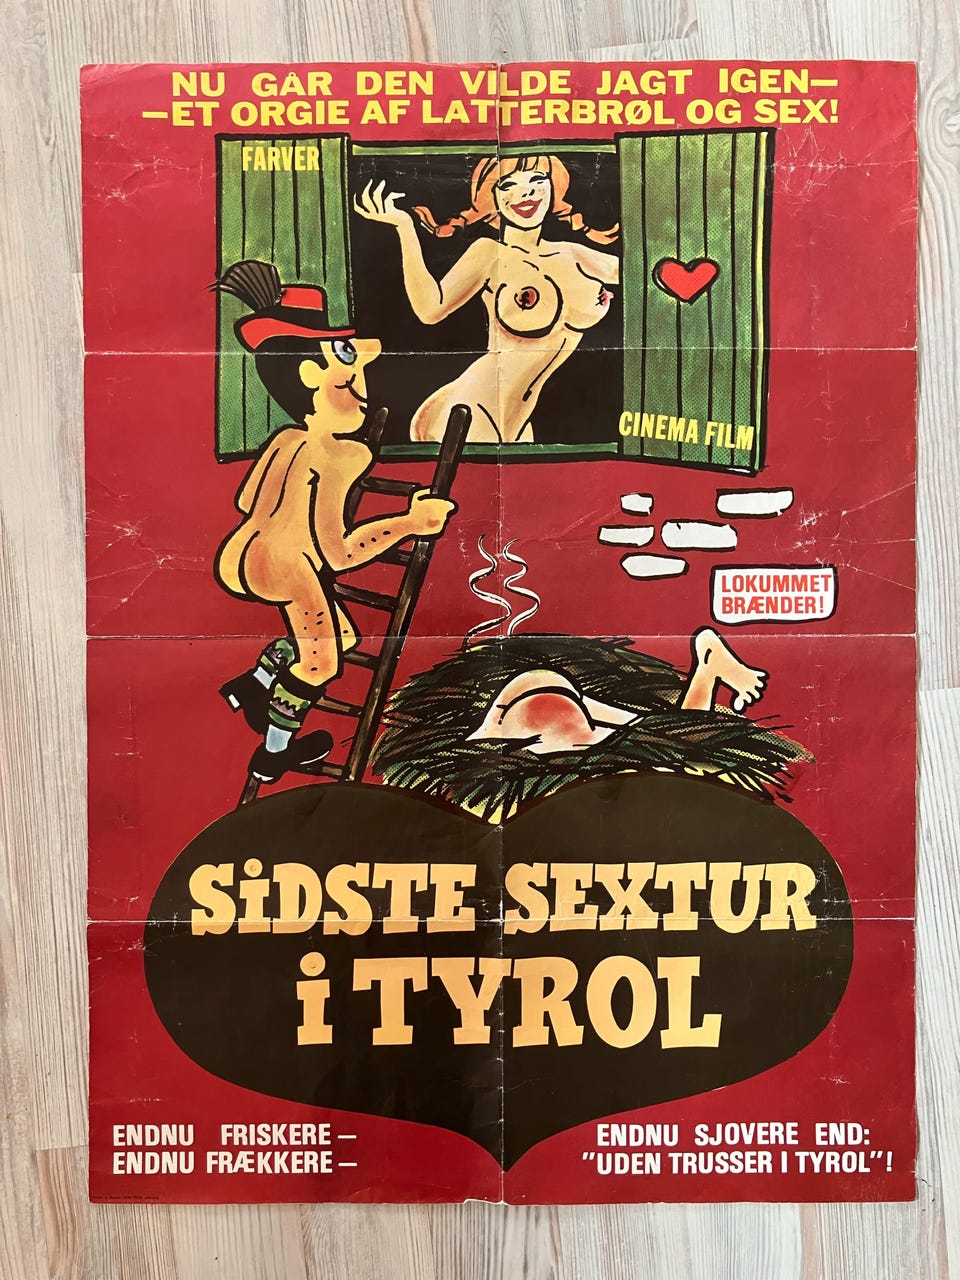 NU GÅR DEN VILDE JAGT IGEN—
—ET ORGIE AF LATTERBRØL OG SEX!
FARVER
CINEMA FILM
LOKUMMET
BRÆNDER!
SiDSTE SEXTUR
i TYROL
ENDNU FRISKERE —
ENDNU FRÆKKERE —
ENDNU SJOVERE END:
"UDEN TRUSSER I TYROL"!